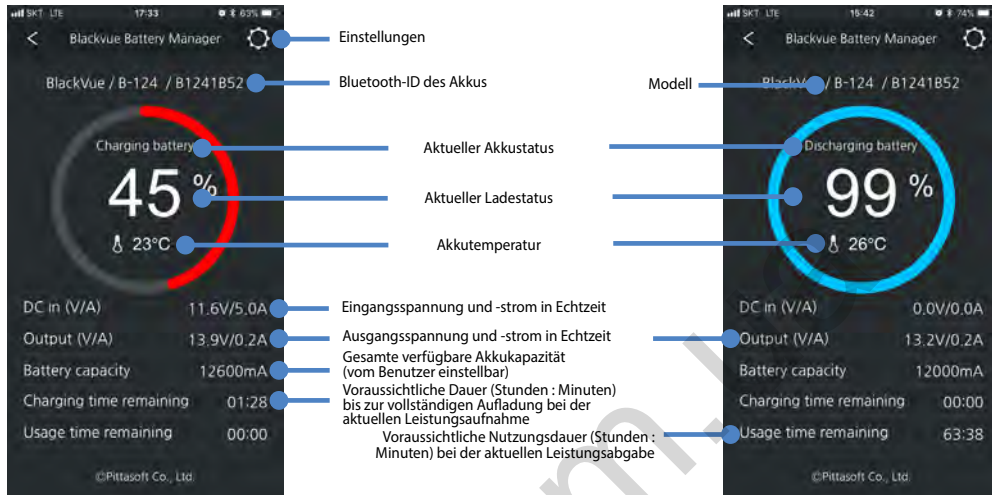 SKT LTE 17:33 63%
Blackvue Battery Manager
BlackVue / B-124 / B1241B52
Charging battery
45 %
23°C
DC in (V/A) 11.6V/5.0A
Output (V/A) 13.9V/0.2A
Battery capacity 12600mA
Charging time remaining 01:28
Usage time remaining 00:00
©Pittasoft Co., Ltd.
Einstellungen
Bluetooth-ID des Akkus
Modell
Aktueller Akkustatus
Aktueller Ladestatus
Akkutemperatur
Eingangsspannung und -strom in Echtzeit
Ausgangsspannung und -strom in Echtzeit
Gesamte verfügbare Akkukapazität
(vom Benutzer einstellbar)
Voraussichtliche Dauer (Stunden : Minuten)
bis zur vollständigen Aufladung bei der
aktuellen Leistungsaufnahme
Voraussichtliche Nutzungsdauer (Stunden :
Minuten) bei der aktuellen Leistungsabgabe
SKT LTE 15:42 74%
Blackvue Battery Manager
BlackVue / B-124 / B1241B52
Discharging battery
99 %
26°C
DC in (V/A) 0.0V/0.0A
Output (V/A) 13.2V/0.2A
Battery capacity 12000mA
Charging time remaining 00:00
Usage time remaining 63:38
©Pittasoft Co., Ltd.